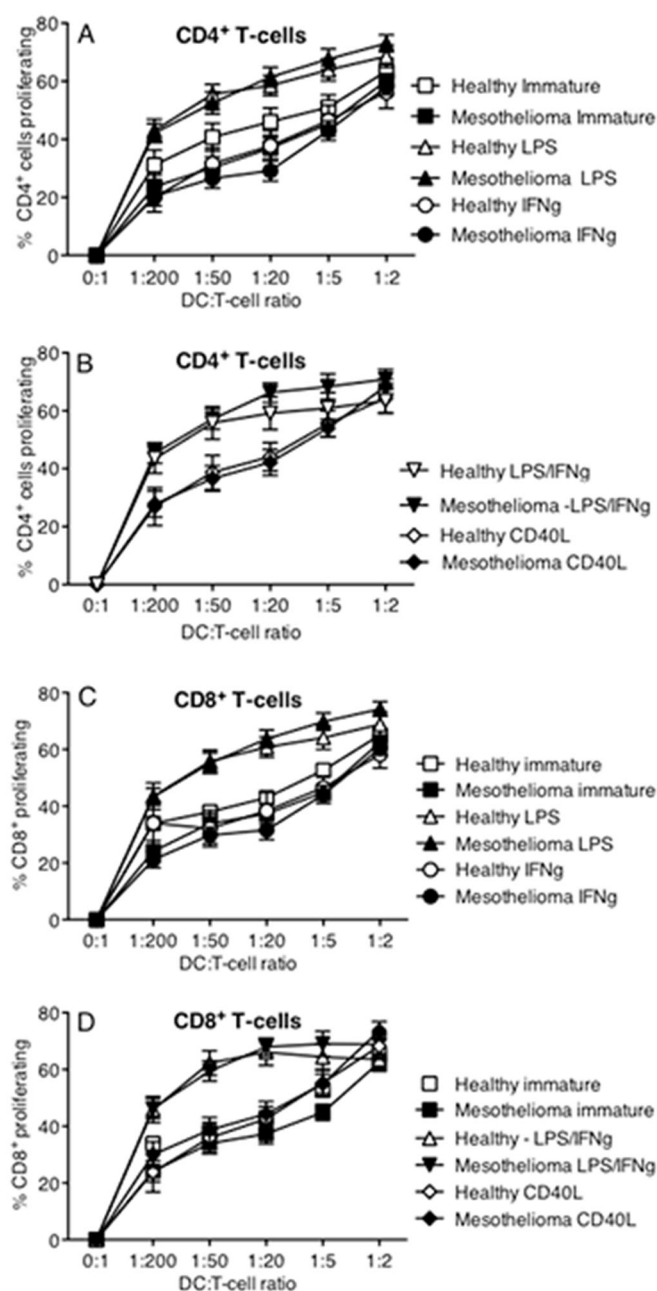 A
CD4⁺ T-cells
% CD4⁺ cells proliferating
80
60
40
20
0
0:1 1:200 1:50 1:20 1:5 1:2
DC:T-cell ratio
Healthy Immature
Mesothelioma Immature
Healthy LPS
Mesothelioma LPS
Healthy IFNg
Mesothelioma IFNg
B
CD4⁺ T-cells
% CD4⁺ cells proliferating
80
60
40
20
0
0:1 1:200 1:50 1:20 1:5 1:2
DC:T-cell ratio
Healthy LPS/IFNg
Mesothelioma -LPS/IFNg
Healthy CD40L
Mesothelioma CD40L
C
CD8⁺ T-cells
% CD8⁺ proliferating
80
60
40
20
0
0:1 1:200 1:50 1:20 1:5 1:2
DC:T-cell ratio
Healthy immature
Mesothelioma immature
Healthy LPS
Mesothelioma LPS
Healthy IFNg
Mesothelioma IFNg
D
CD8⁺ T-cells
% CD8⁺ proliferating
80
60
40
20
0
0:1 1:200 1:50 1:20 1:5 1:2
DC:T-cell ratio
Healthy immature
Mesothelioma immature
Healthy - LPS/IFNg
Mesothelioma LPS/IFNg
Healthy CD40L
Mesothelioma CD40L